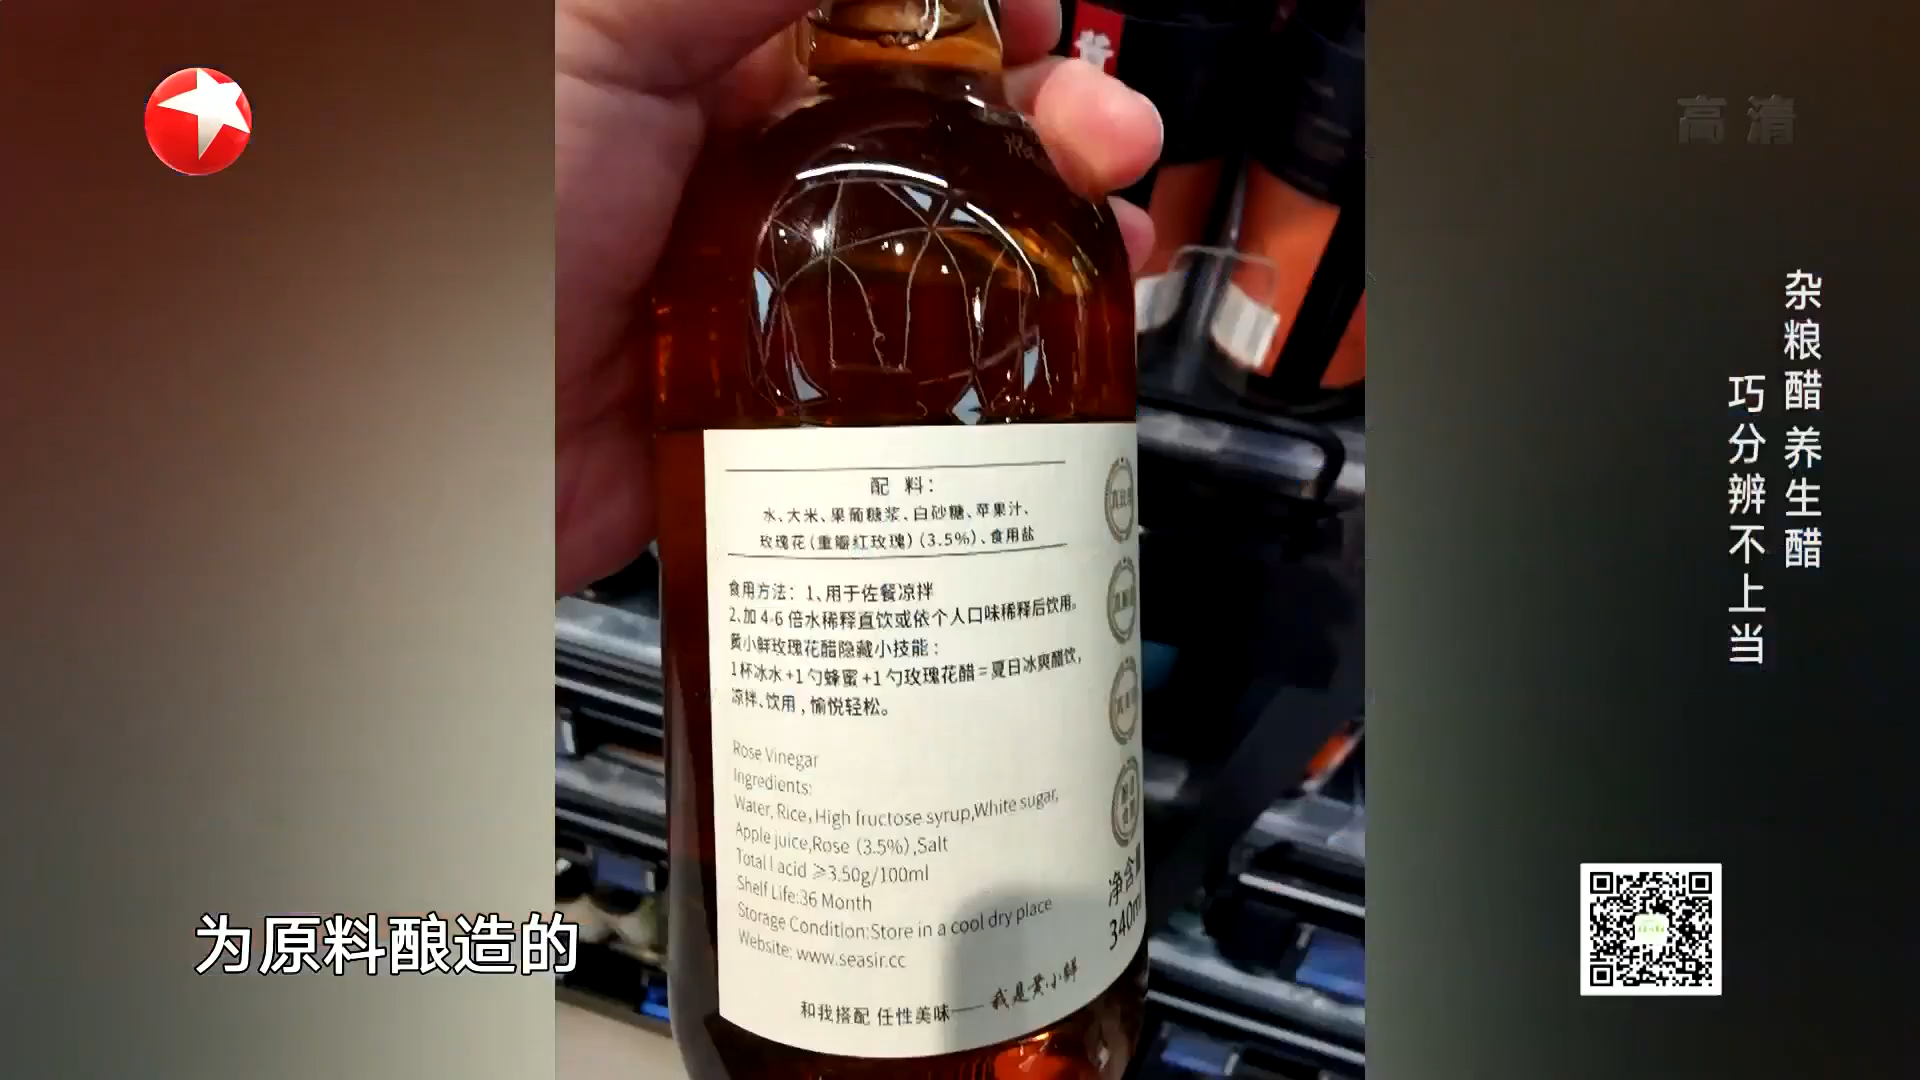 高清
杂粮醋 养生醋
巧分辨不上当
配 料：
水、大米、果葡糖浆、白砂糖、苹果汁、
玫瑰花（重瓣红玫瑰）（3.5%）、食用盐
食用方法：1、用于佐餐凉拌
2、加 4-6 倍水稀释直饮或依个人口味稀释后饮用。
黄小鲜玫瑰花醋隐藏小技能：
1杯冰水+1勺蜂蜜+1勺玫瑰花醋=夏日冰爽醋饮，
凉拌、饮用，愉悦轻松。
Rose Vinegar
Ingredients:
Water, Rice,High fructose syrup,White sugar,
Apple juice,Rose (3.5%),Salt
Total acid ≥3.50g/100ml
Shelf Life:36 Month
Storage Condition:Store in a cool dry place
Website: www.seasir.cc
和我搭配 任性美味——我是黄小鲜
净含量
340ml
为原料酿造的